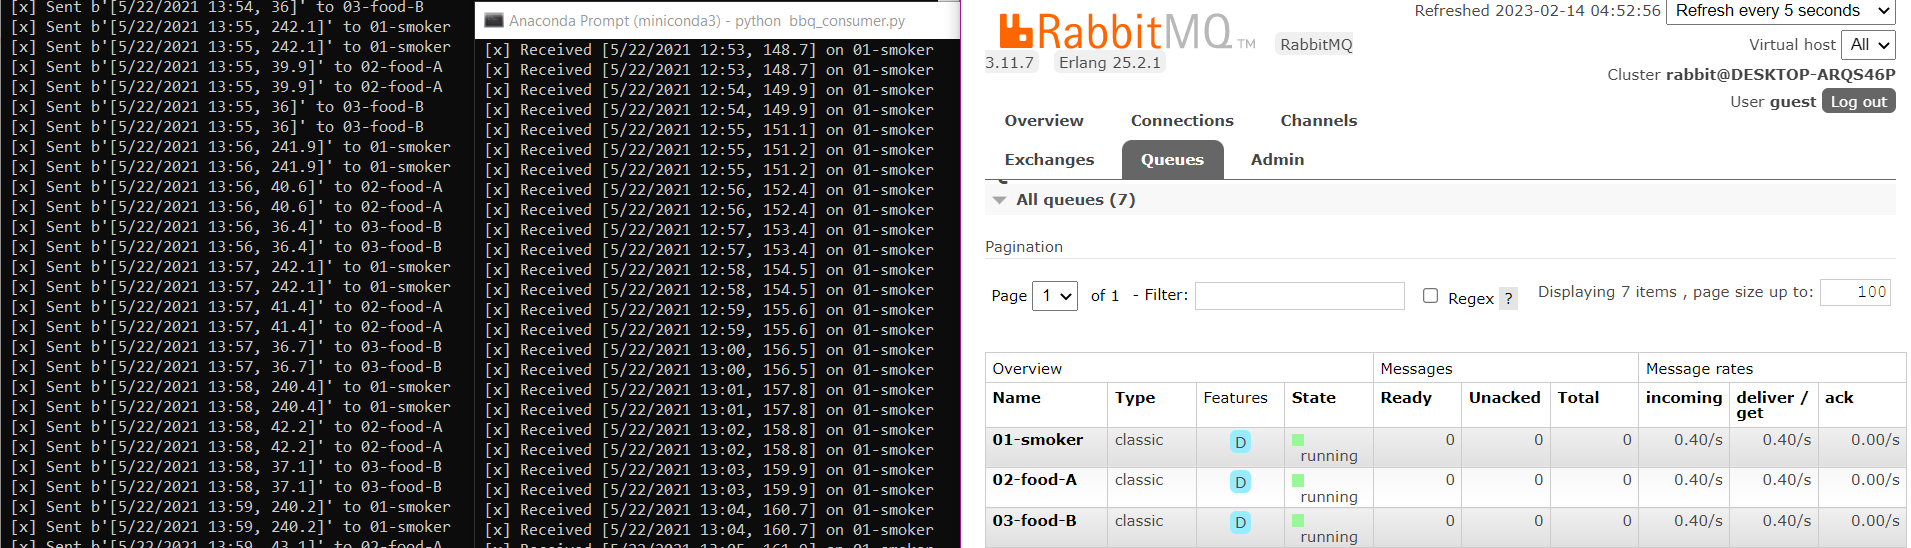 [x] Sent b'[5/22/2021 13:54, 36]' to 03-food-B
[x] Sent b'[5/22/2021 13:55, 242.1]' to 01-smoker
[x] Sent b'[5/22/2021 13:55, 242.1]' to 01-smoker
[x] Sent b'[5/22/2021 13:55, 39.9]' to 02-food-A
[x] Sent b'[5/22/2021 13:55, 39.9]' to 02-food-A
[x] Sent b'[5/22/2021 13:55, 36]' to 03-food-B
[x] Sent b'[5/22/2021 13:55, 36]' to 03-food-B
[x] Sent b'[5/22/2021 13:56, 241.9]' to 01-smoker
[x] Sent b'[5/22/2021 13:56, 241.9]' to 01-smoker
[x] Sent b'[5/22/2021 13:56, 40.6]' to 02-food-A
[x] Sent b'[5/22/2021 13:56, 40.6]' to 02-food-A
[x] Sent b'[5/22/2021 13:56, 36.4]' to 03-food-B
[x] Sent b'[5/22/2021 13:56, 36.4]' to 03-food-B
[x] Sent b'[5/22/2021 13:57, 242.1]' to 01-smoker
[x] Sent b'[5/22/2021 13:57, 242.1]' to 01-smoker
[x] Sent b'[5/22/2021 13:57, 41.4]' to 02-food-A
[x] Sent b'[5/22/2021 13:57, 41.4]' to 02-food-A
[x] Sent b'[5/22/2021 13:57, 36.7]' to 03-food-B
[x] Sent b'[5/22/2021 13:57, 36.7]' to 03-food-B
[x] Sent b'[5/22/2021 13:58, 240.4]' to 01-smoker
[x] Sent b'[5/22/2021 13:58, 240.4]' to 01-smoker
[x] Sent b'[5/22/2021 13:58, 42.2]' to 02-food-A
[x] Sent b'[5/22/2021 13:58, 42.2]' to 02-food-A
[x] Sent b'[5/22/2021 13:58, 37.1]' to 03-food-B
[x] Sent b'[5/22/2021 13:58, 37.1]' to 03-food-B
[x] Sent b'[5/22/2021 13:59, 240.2]' to 01-smoker
[x] Sent b'[5/22/2021 13:59, 240.2]' to 01-smoker
[x] Sent b'[5/22/2021 13:59, 43.1]' to 02-food-A
Anaconda Prompt (miniconda3) - python bbq_consumer.py
[x] Received [5/22/2021 12:53, 148.7] on 01-smoker
[x] Received [5/22/2021 12:53, 148.7] on 01-smoker
[x] Received [5/22/2021 12:54, 149.9] on 01-smoker
[x] Received [5/22/2021 12:54, 149.9] on 01-smoker
[x] Received [5/22/2021 12:55, 151.1] on 01-smoker
[x] Received [5/22/2021 12:55, 151.2] on 01-smoker
[x] Received [5/22/2021 12:55, 151.2] on 01-smoker
[x] Received [5/22/2021 12:56, 152.4] on 01-smoker
[x] Received [5/22/2021 12:56, 152.4] on 01-smoker
[x] Received [5/22/2021 12:57, 153.4] on 01-smoker
[x] Received [5/22/2021 12:57, 153.4] on 01-smoker
[x] Received [5/22/2021 12:58, 154.5] on 01-smoker
[x] Received [5/22/2021 12:58, 154.5] on 01-smoker
[x] Received [5/22/2021 12:59, 155.6] on 01-smoker
[x] Received [5/22/2021 12:59, 155.6] on 01-smoker
[x] Received [5/22/2021 13:00, 156.5] on 01-smoker
[x] Received [5/22/2021 13:00, 156.5] on 01-smoker
[x] Received [5/22/2021 13:01, 157.8] on 01-smoker
[x] Received [5/22/2021 13:01, 157.8] on 01-smoker
[x] Received [5/22/2021 13:02, 158.8] on 01-smoker
[x] Received [5/22/2021 13:02, 158.8] on 01-smoker
[x] Received [5/22/2021 13:03, 159.9] on 01-smoker
[x] Received [5/22/2021 13:03, 159.9] on 01-smoker
[x] Received [5/22/2021 13:04, 160.7] on 01-smoker
[x] Received [5/22/2021 13:04, 160.7] on 01-smoker
Refreshed 2023-02-14 04:52:56 Refresh every 5 seconds
RabbitMQ TM RabbitMQ
3.11.7 Erlang 25.2.1
Virtual host All
Cluster rabbit@DESKTOP-ARQS46P
User guest Log out
Overview Connections Channels
Exchanges Queues Admin
All queues (7)
Pagination
Page 1 of 1 - Filter: Regex ? Displaying 7 items , page size up to: 100
Overview Messages Message rates
Name Type Features State Ready Unacked Total incoming deliver / get ack
01-smoker classic D running 0 0 0 0.40/s 0.40/s 0.00/s
02-food-A classic D running 0 0 0 0.40/s 0.40/s 0.00/s
03-food-B classic D running 0 0 0 0.40/s 0.40/s 0.00/s